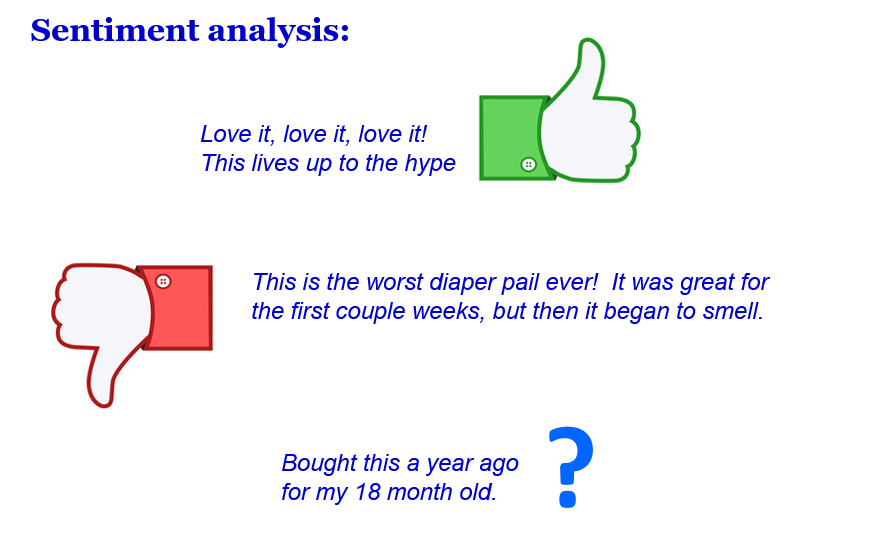 Sentiment analysis:
Love it, love it, love it!
This lives up to the hype
This is the worst diaper pail ever!  It was great for
the first couple weeks, but then it began to smell.
Bought this a year ago
for my 18 month old.
?